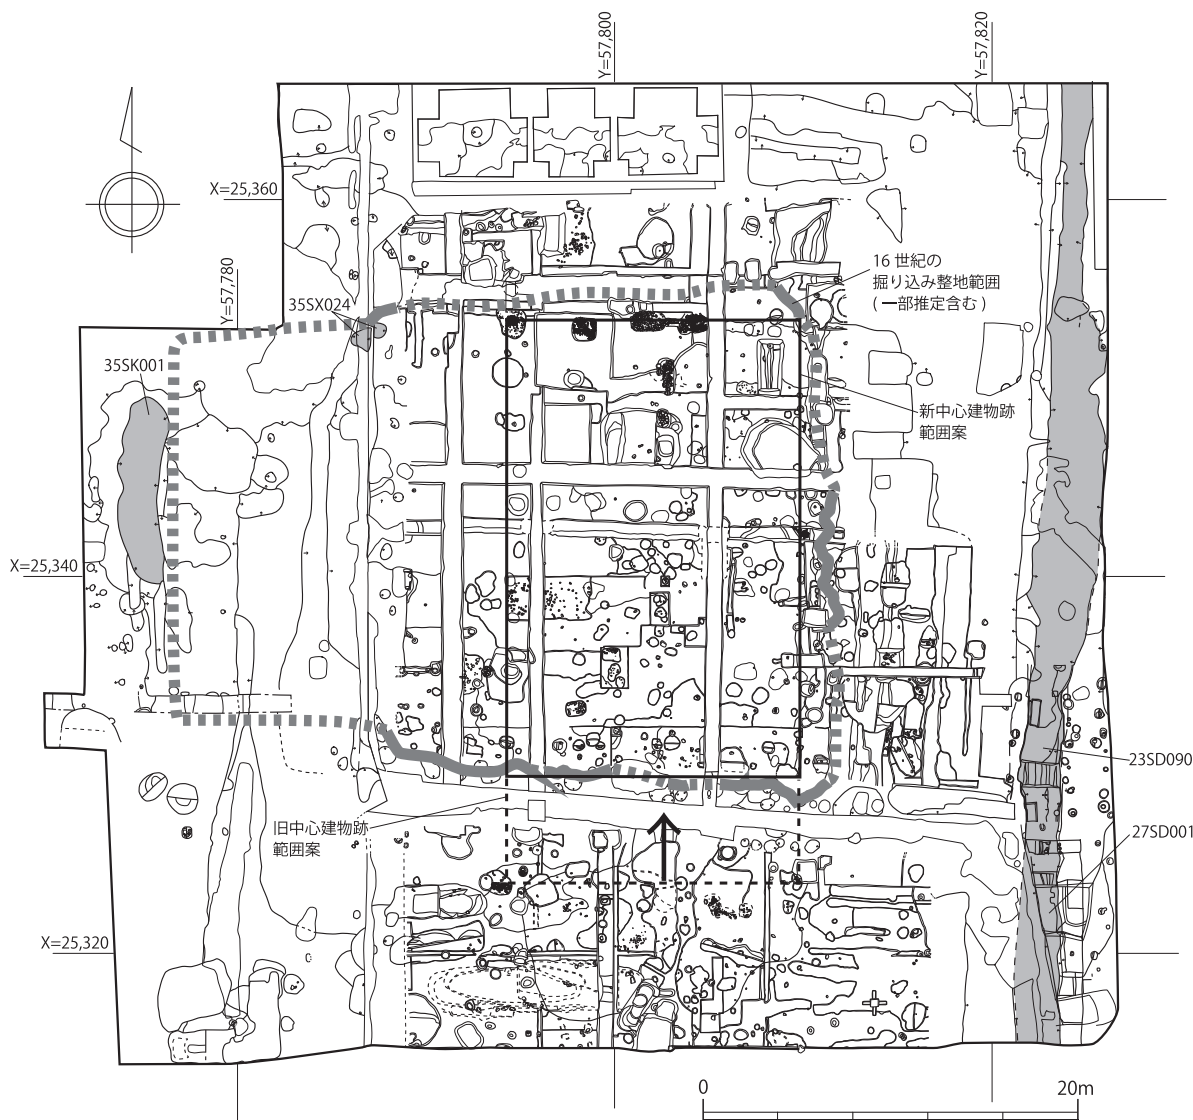 Y=57,800
Y=57,820
X=25,360
Y=57,780
16 世紀の
掘り込み整地範囲
( 一部推定含む )
35SX024
35SK001
新中心建物跡
範囲案
X=25,340
23SD090
旧中心建物跡
範囲案
27SD001
X=25,320
0
20m